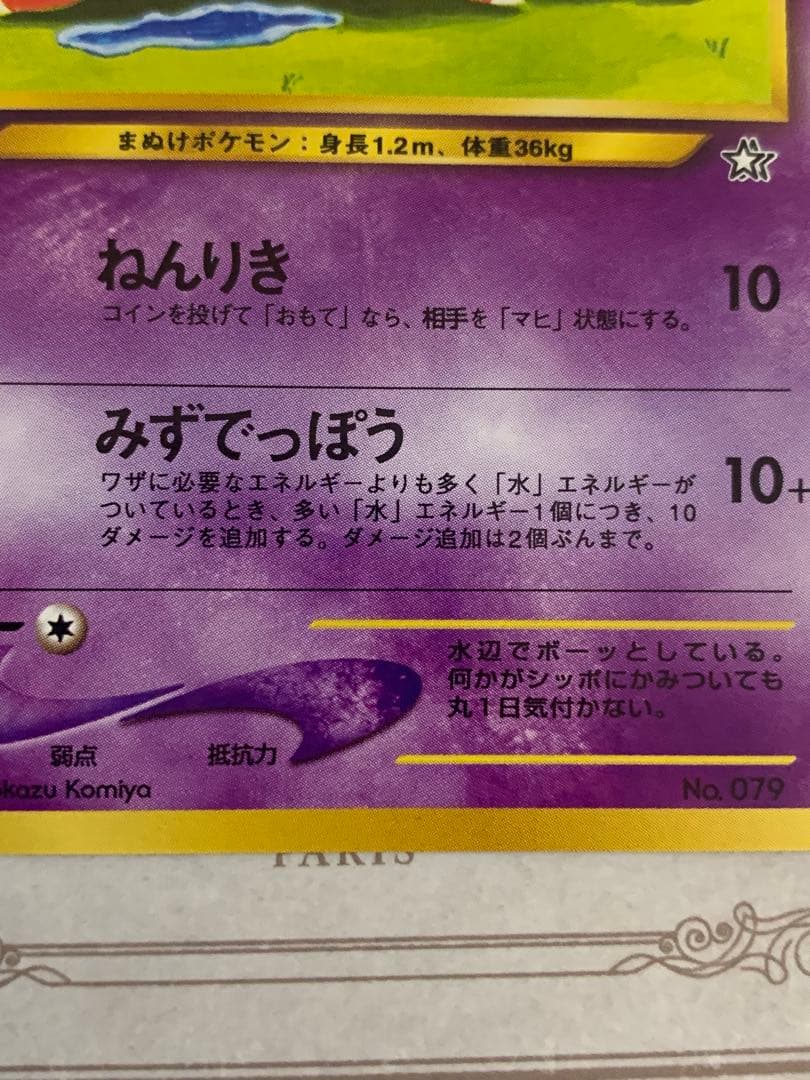 まぬけポケモン：身長1.2m、体重36kg
ねんりき 10
コインを投げて「おもて」なら、相手を「マヒ」状態にする。
みずでっぽう 10+
ワザに必要なエネルギーよりも多く「水」エネルギーが
ついているとき、多い「水」エネルギー1個につき、10
ダメージを追加する。ダメージ追加は2個ぶんまで。
水辺でボーッとしている。
何かがシッポにかみついても
丸1日気付かない。
弱点 抵抗力
kazu Komiya No. 079
PARIS